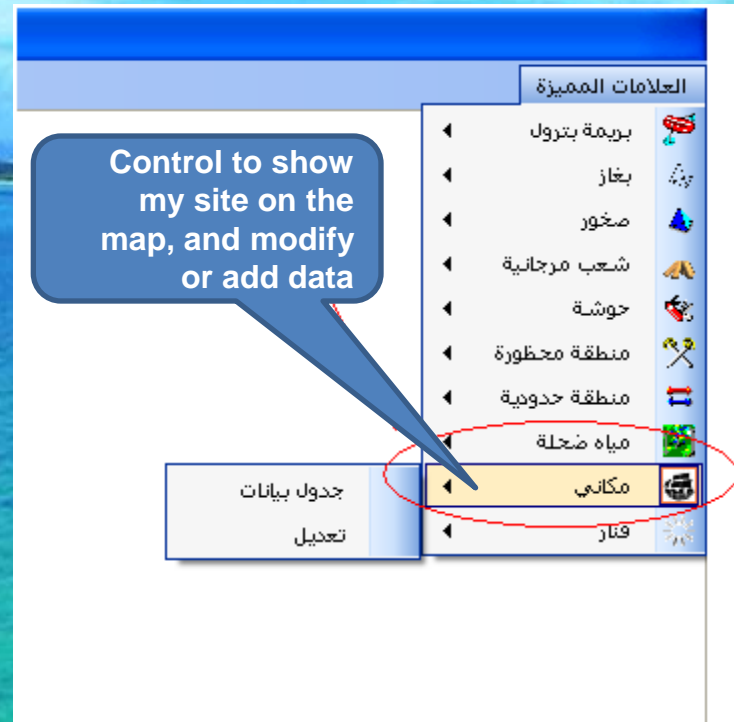 العلامات المميزة
بريمة بترول
بغاز
صخور
شعب مرجانية
حوشة
منطقة محظورة
منطقة حدودية
مياه ضحلة
مكاني
فنار
جدول بيانات
تعديل
Control to show
my site on the
map, and modify
or add data